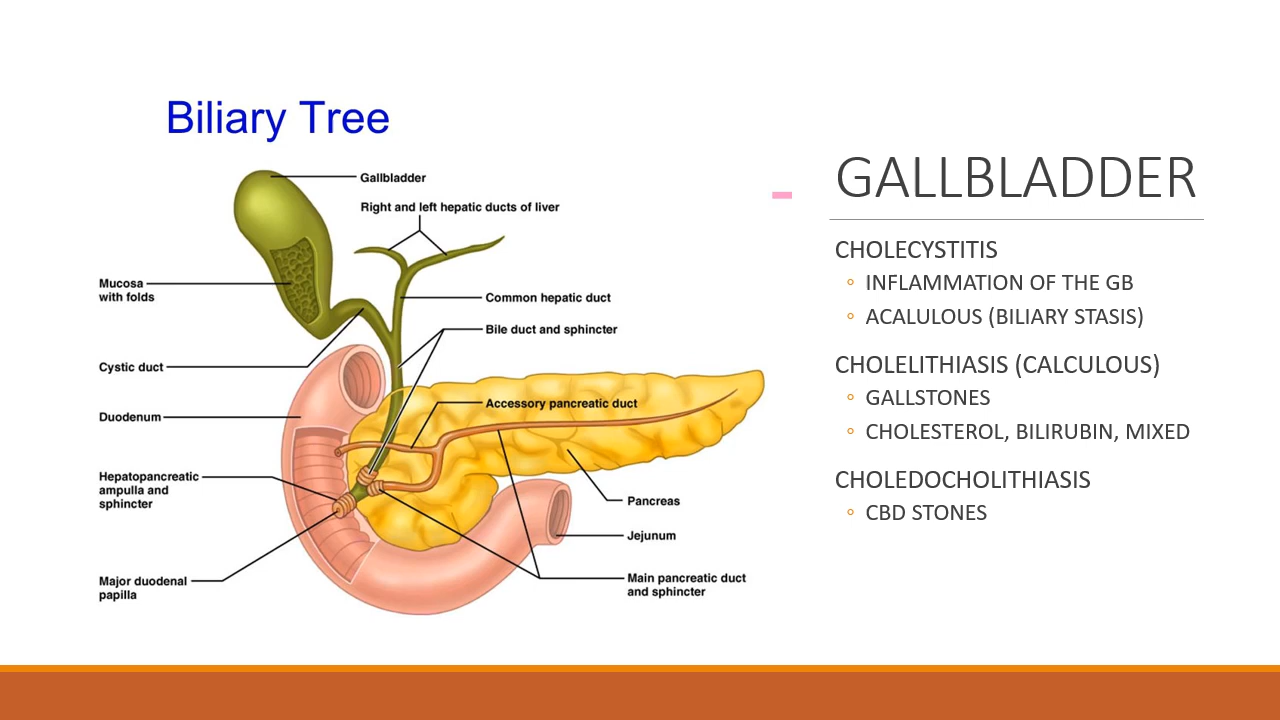 Biliary Tree
Gallbladder
Right and left hepatic ducts of liver
Mucosa
with folds
Common hepatic duct
Bile duct and sphincter
Cystic duct
Accessory pancreatic duct
Duodenum
Hepatopancreatic
ampulla and
sphincter
Pancreas
Jejunum
Major duodenal
papilla
Main pancreatic duct
and sphincter
GALLBLADDER
CHOLECYSTITIS
◦ INFLAMMATION OF THE GB
◦ ACALULOUS (BILIARY STASIS)
CHOLELITHIASIS (CALCULOUS)
◦ GALLSTONES
◦ CHOLESTEROL, BILIRUBIN, MIXED
CHOLEDOCHOLITHIASIS
◦ CBD STONES